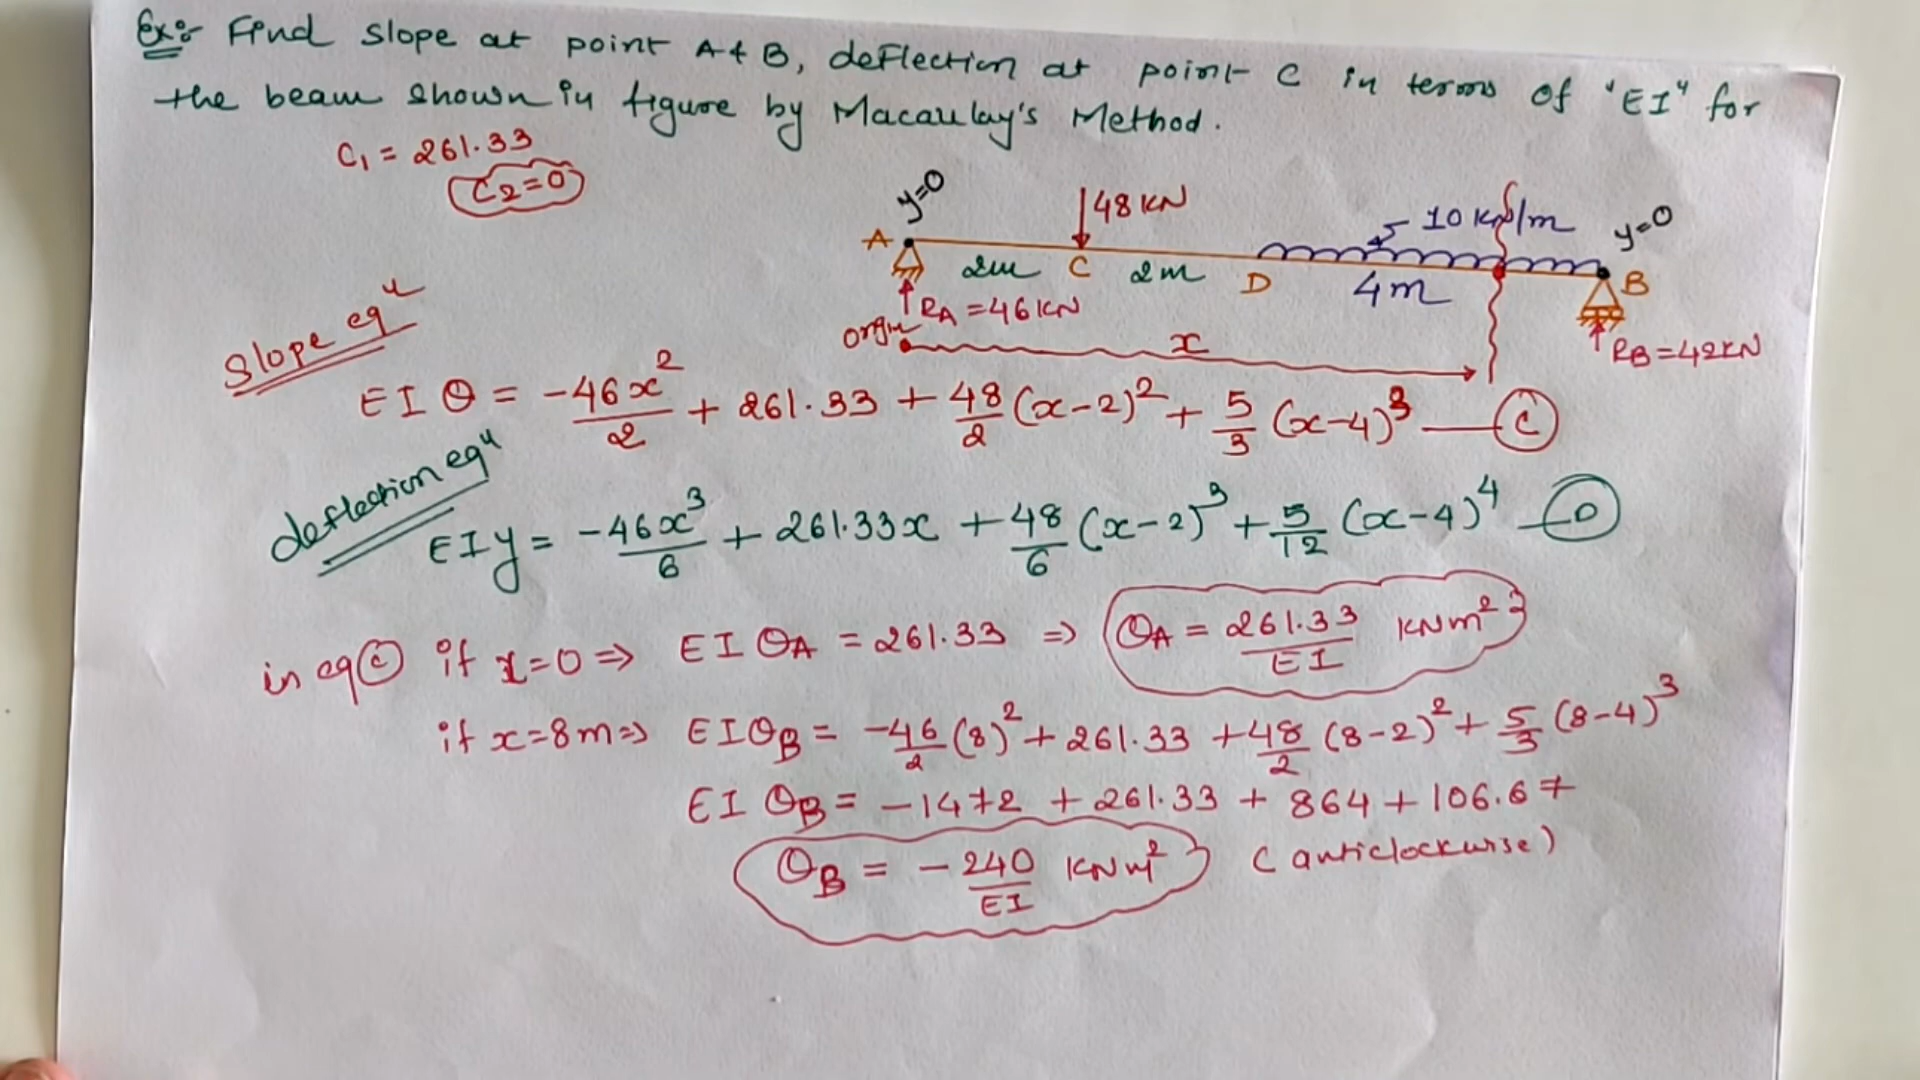 Ex:- Find slope at point A & B, deflection at point C in terms of "EI" for
the beam shown in figure by Macaulay's Method.
C₁ = 261.33
C₂=0
y=0
48 KN
10 KN/m
y=0
A
2m
C
2m
D
4m
B
RA = 46 KN
RB = 42KN
orgin
x
Slope eqⁿ
EI θ = -46x²/2 + 261.33 + 48/2 (x-2)² + 5/3 (x-4)³ — C
deflection eqⁿ
EI y = -46x³/6 + 261.33x + 48/6 (x-2)³ + 5/12 (x-4)⁴ — D
in eq C if x=0 ⇒ EI θA = 261.33 ⇒ θA = 261.33/EI KNm²
if x=8m ⇒ EIθB = -46/2 (8)² + 261.33 + 48/2 (8-2)² + 5/3 (8-4)³
EI θB = -1472 + 261.33 + 864 + 106.67
θB = -240/EI KNm² (anticlockwise)